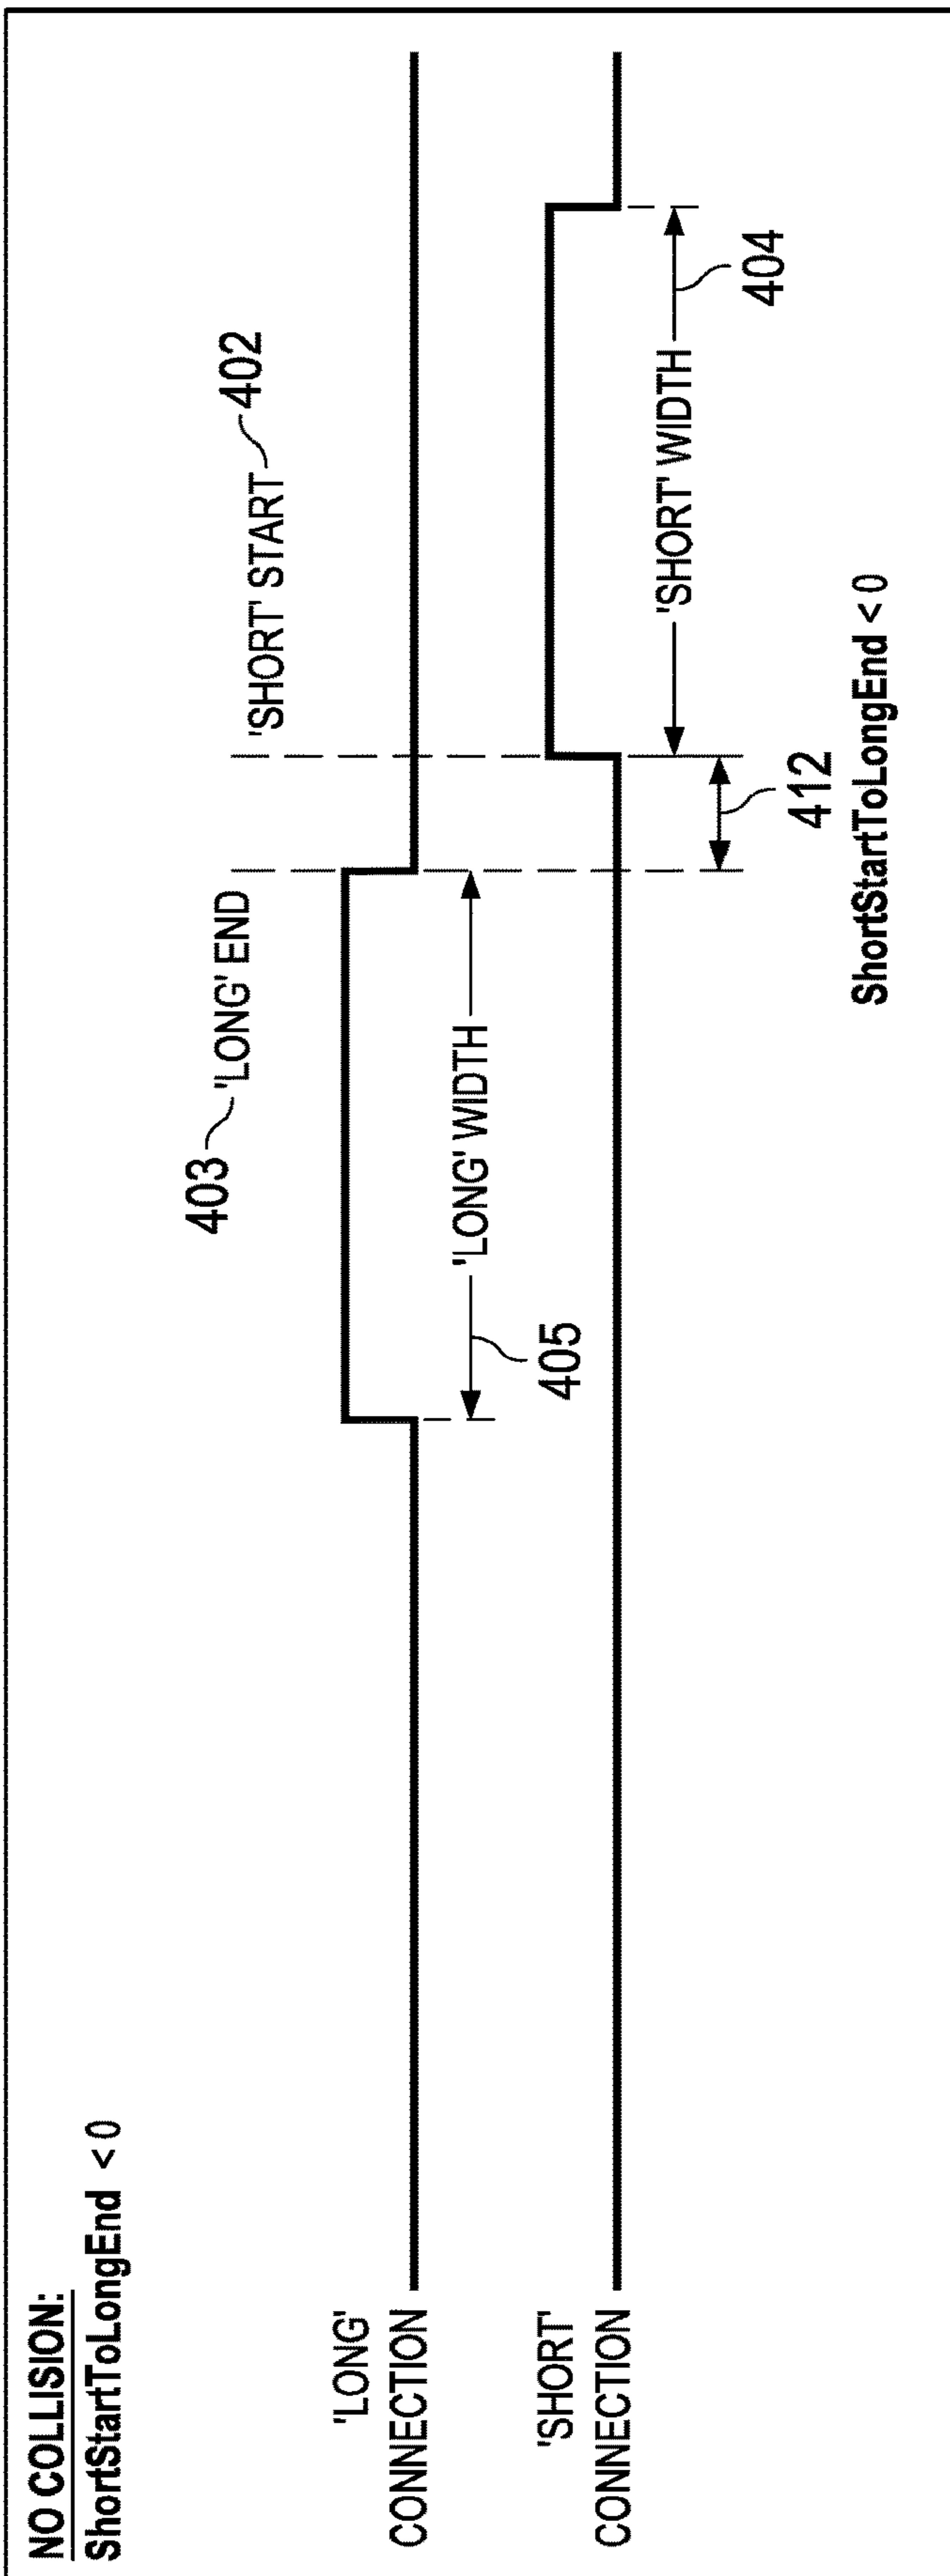 NO COLLISION:
ShortStartToLongEnd < 0
403
'LONG' END
'SHORT' START
402
'LONG'
CONNECTION
'LONG' WIDTH
405
'SHORT'
CONNECTION
'SHORT' WIDTH
404
412
ShortStartToLongEnd < 0